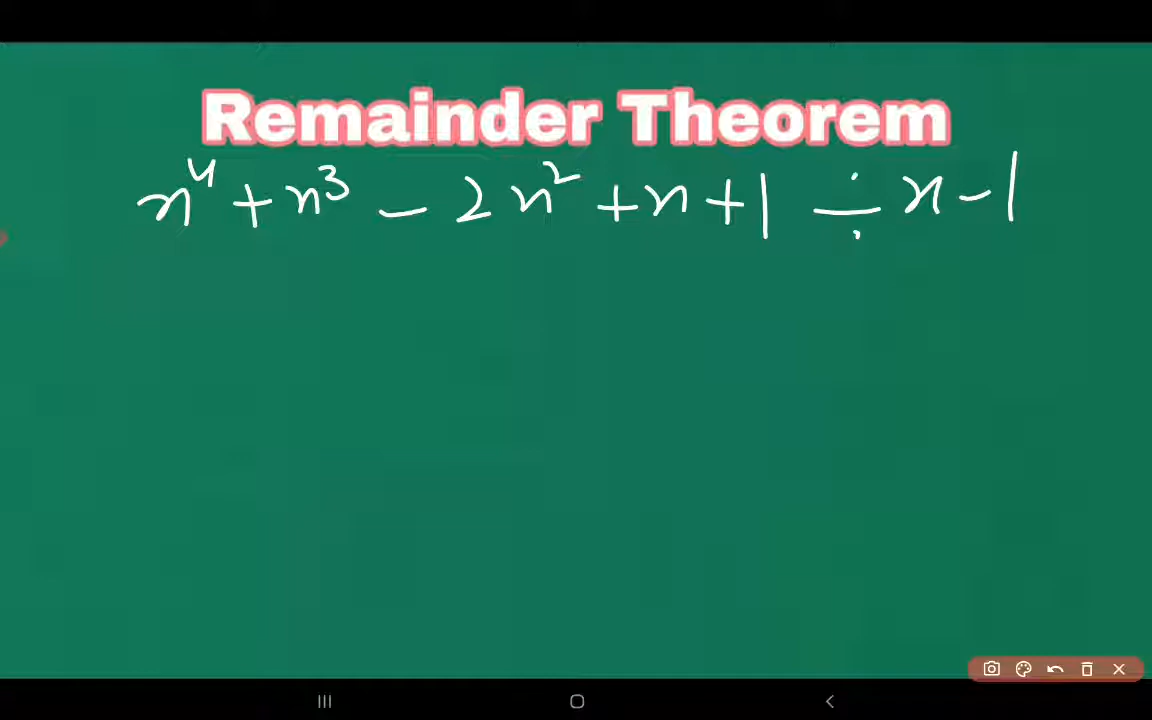 Remainder Theorem
x⁴ + x³ - 2x² + x + 1 ÷ x - 1